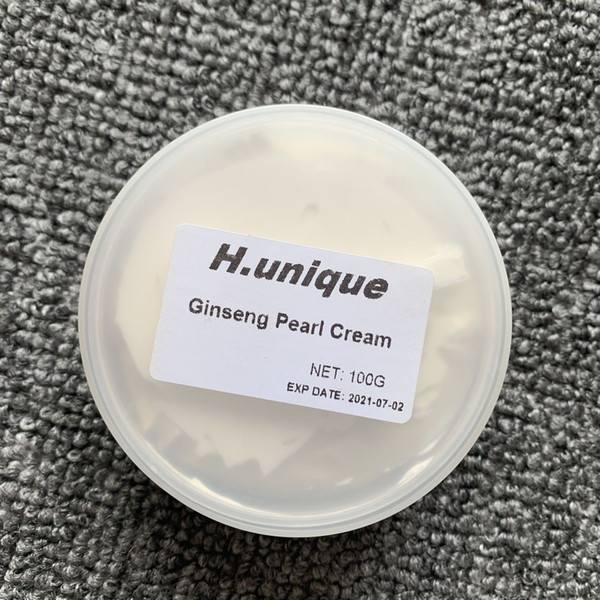 H.unique
Ginseng Pearl Cream
NET: 100G
EXP DATE: 2021-07-02